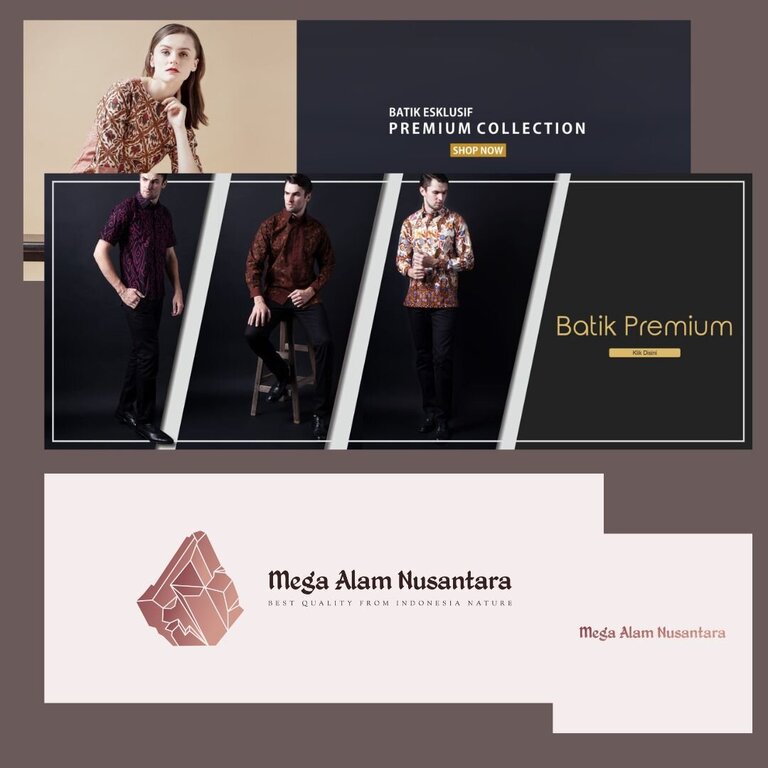 BATIK ESKLUSIF
PREMIUM COLLECTION
SHOP NOW
Batik Premium
Klik Disini
Mega Alam Nusantara
BEST QUALITY FROM INDONESIA NATURE
Mega Alam Nusantara